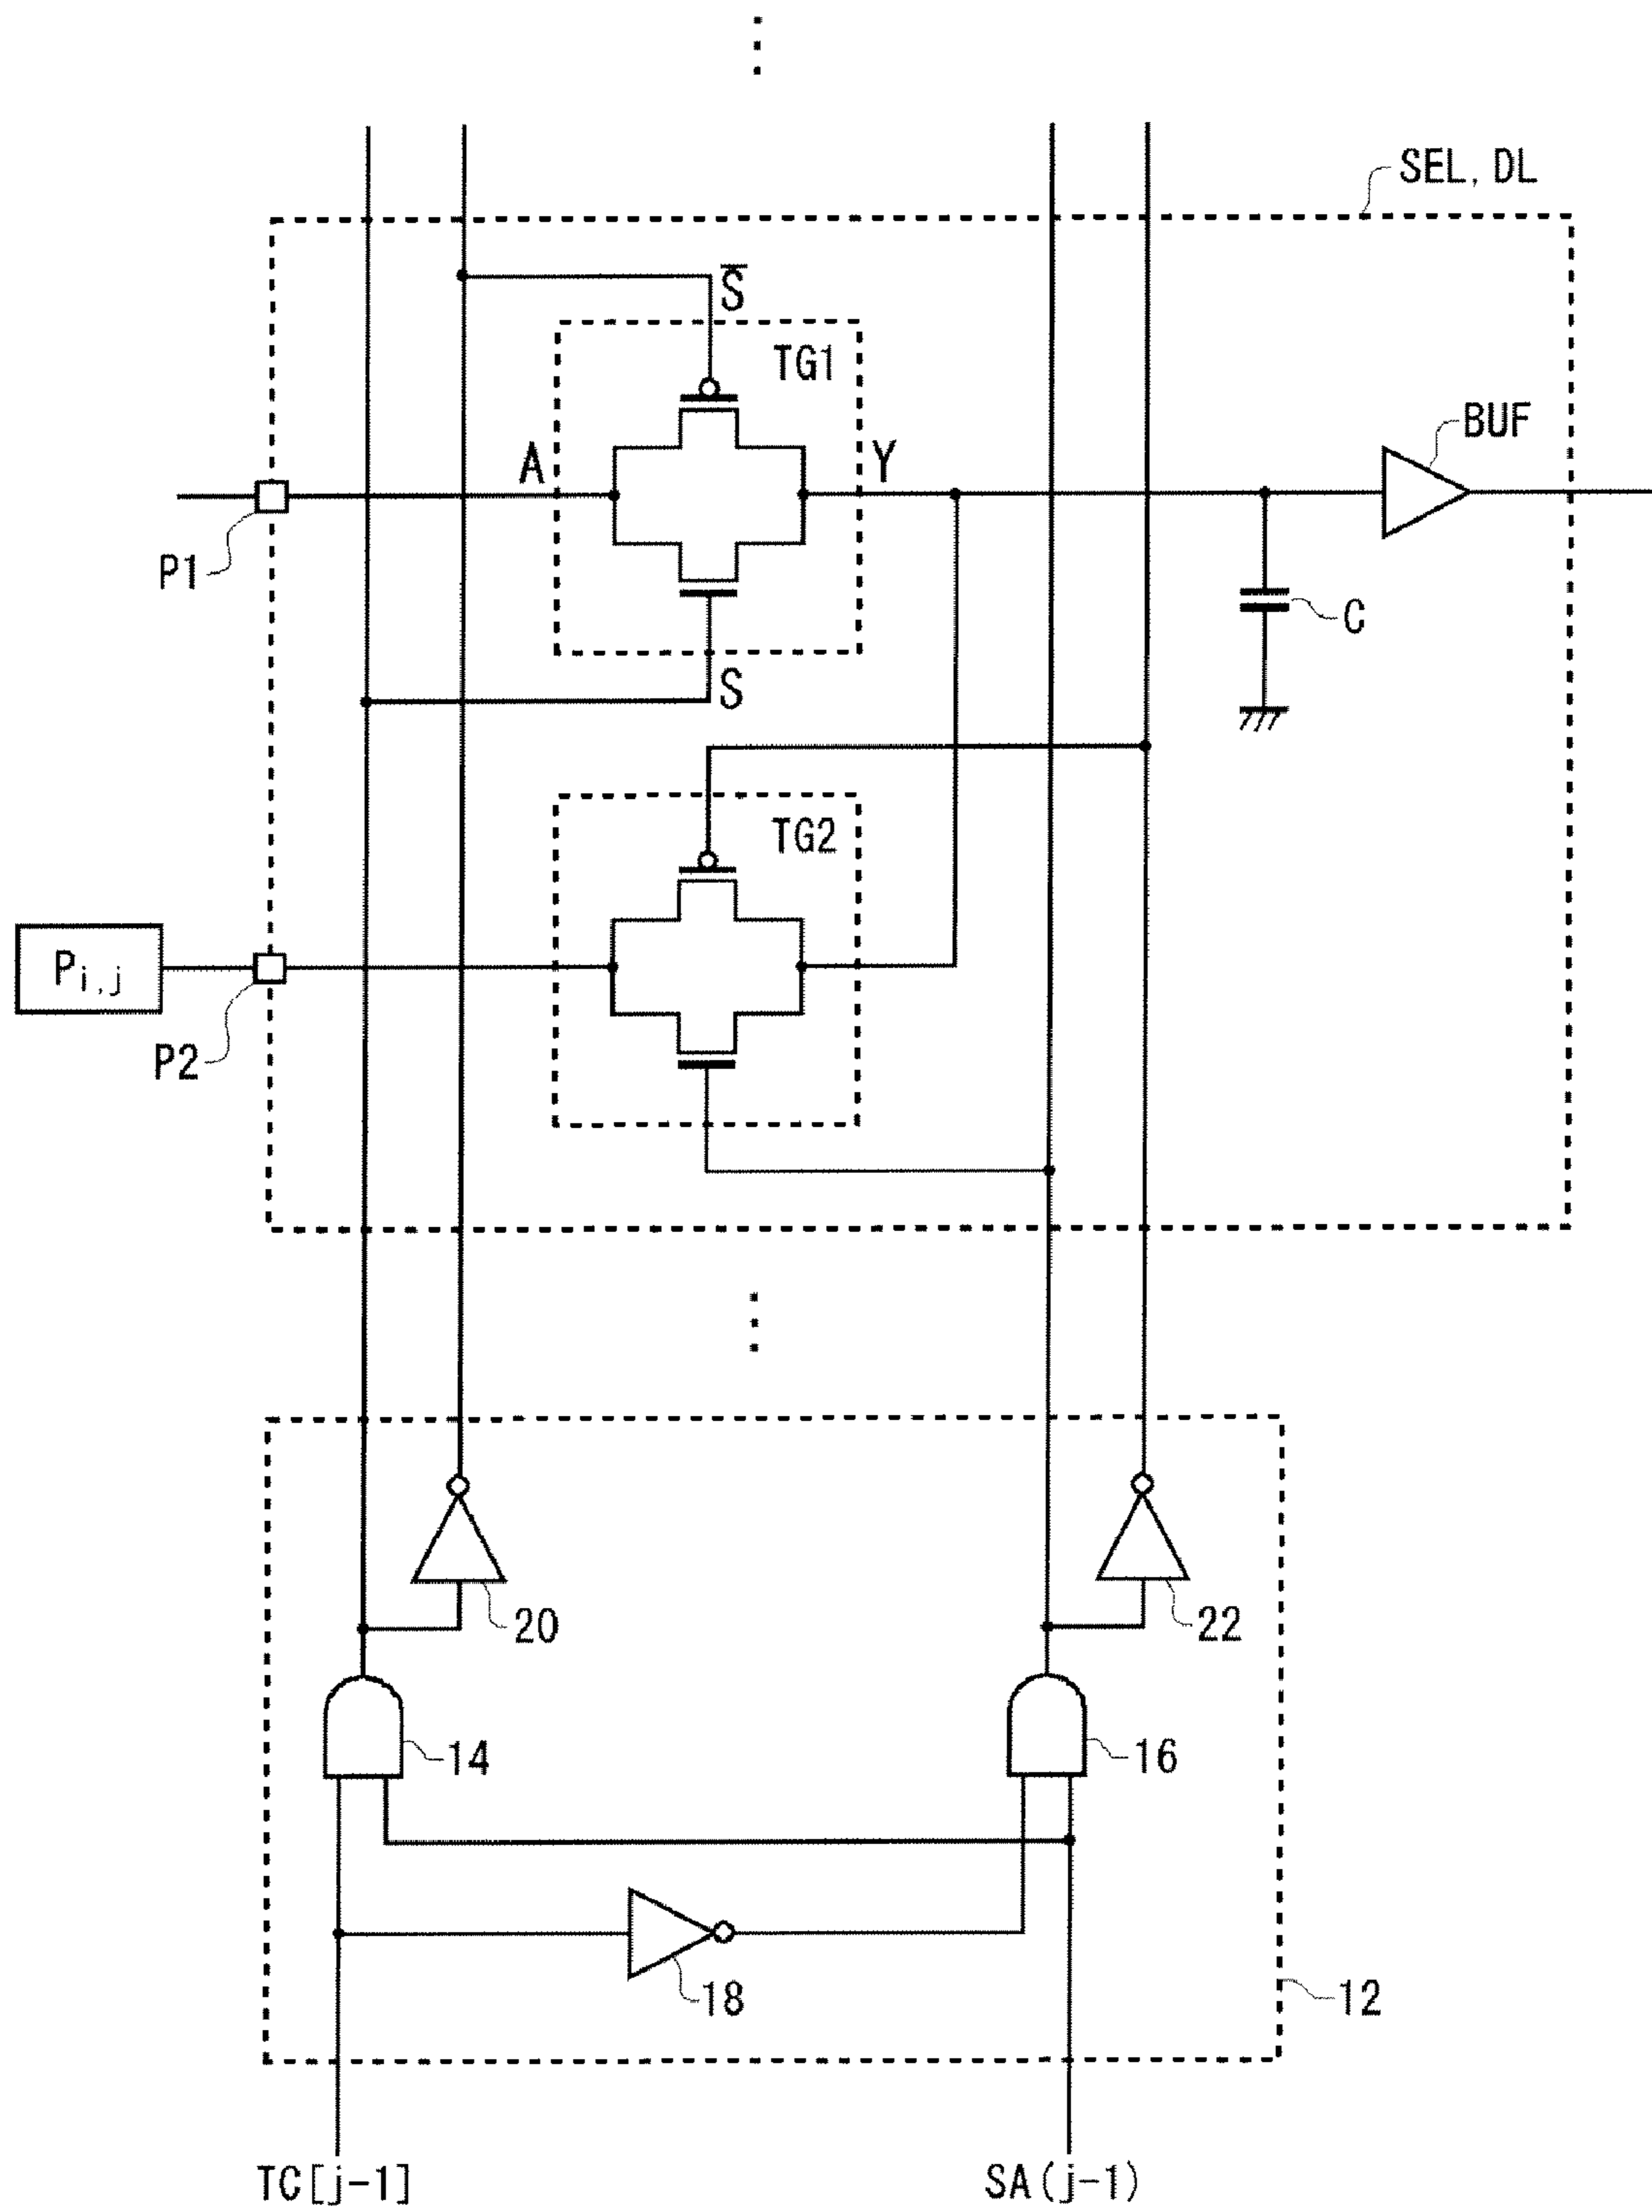 SEL, DL
S̅
TG1
A
Y
BUF
P1
C
S
TG2
Pi,j
P2
20
22
14
16
18
12
TC[j-1]
SA(j-1)